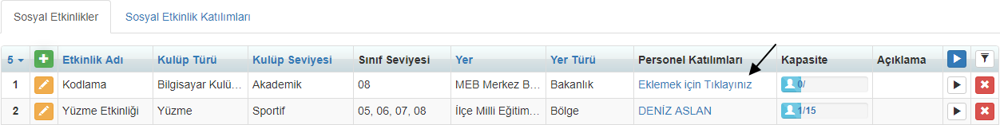 Sosyal Etkinlikler Sosyal Etkinlik Katılımları
5 Etkinlik Adı Kulüp Türü Kulüp Seviyesi Sınıf Seviyesi Yer Yer Türü Personel Katılımları Kapasite Açıklama
1 Kodlama Bilgisayar Kulü... Akademik 08 MEB Merkez B... Bakanlık Eklemek için Tıklayınız 0/
2 Yüzme Etkinliği Yüzme Sportif 05, 06, 07, 08 İlçe Milli Eğitim... Bölge DENİZ ASLAN 1/15